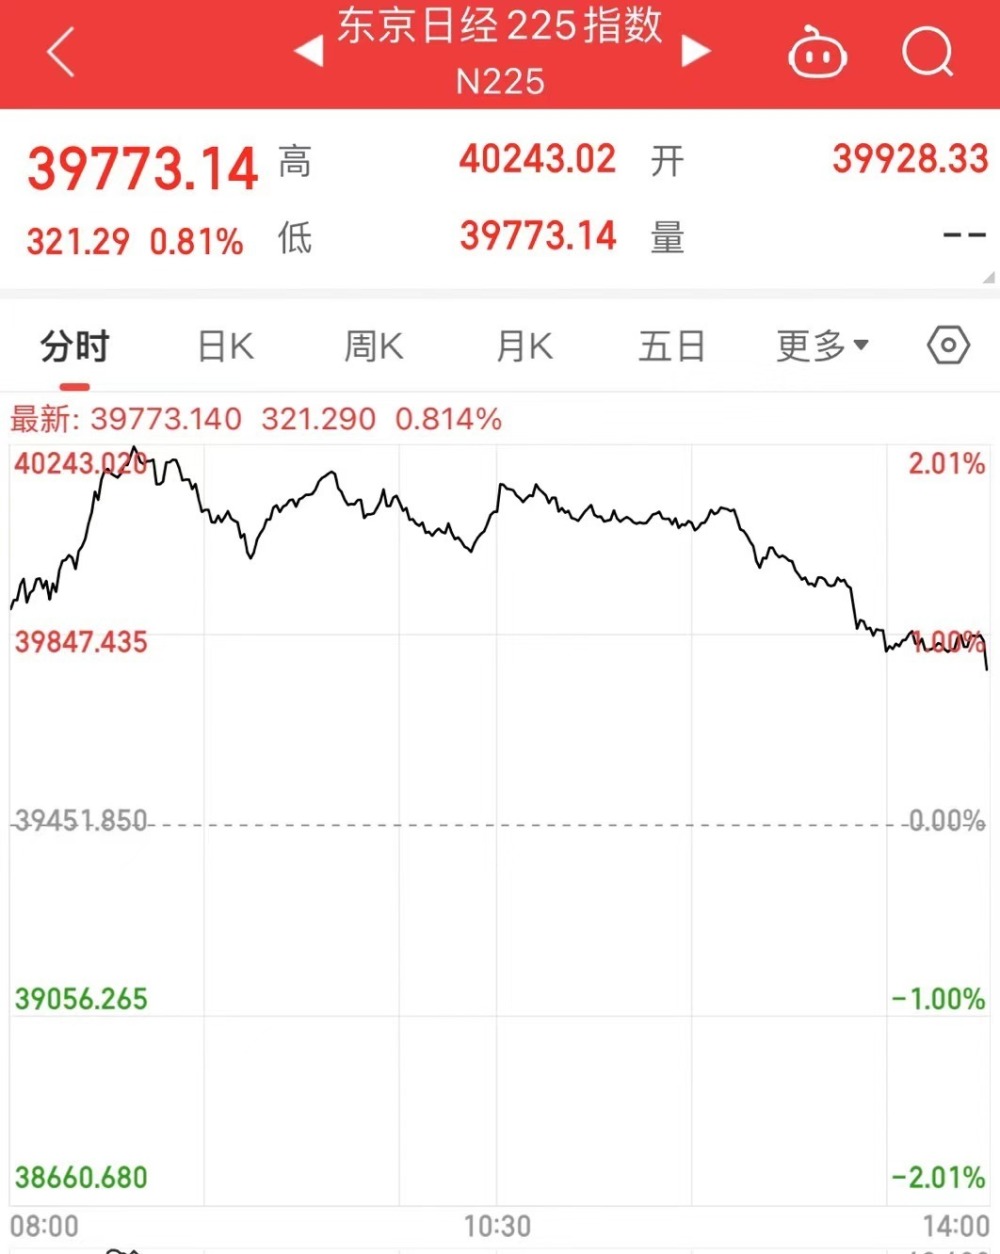 东京日经225指数
N225
39773.14 高 40243.02 开 39928.33
321.29 0.81% 低 39773.14 量 --
分时 日K 周K 月K 五日 更多
最新: 39773.140 321.290 0.814%
40243.020 2.01%
39847.435 1.00%
39451.850 0.00%
39056.265 -1.00%
38660.680 -2.01%
08:00 10:30 14:00